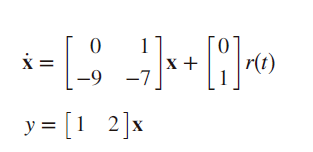 ẋ = [0 1; −9 −7] x + [0; 1] r(t)
y = [1 2] x